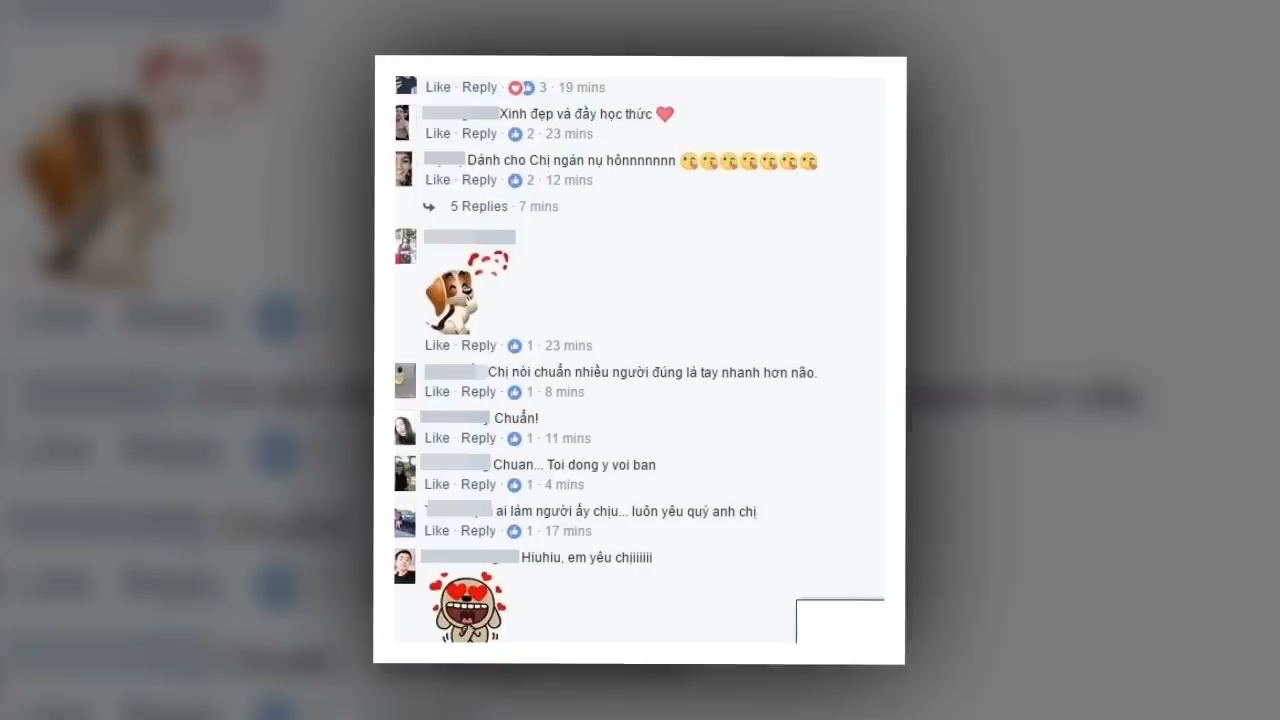 Like · Reply · 3 · 19 mins
Xinh đẹp và đầy học thức
Like · Reply · 2 · 23 mins
Dành cho Chị ngàn nụ hônnnnnnn
Like · Reply · 2 · 12 mins
5 Replies · 7 mins
Like · Reply · 1 · 23 mins
Chị nói chuẩn nhiều người đúng là tay nhanh hơn não.
Like · Reply · 1 · 8 mins
Chuẩn!
Like · Reply · 1 · 11 mins
Chuan... Toi dong y voi ban
Like · Reply · 1 · 4 mins
ai làm người ấy chịu... luôn yêu quý anh chị
Like · Reply · 1 · 17 mins
Hiuhiu, em yêu chịiiiiii